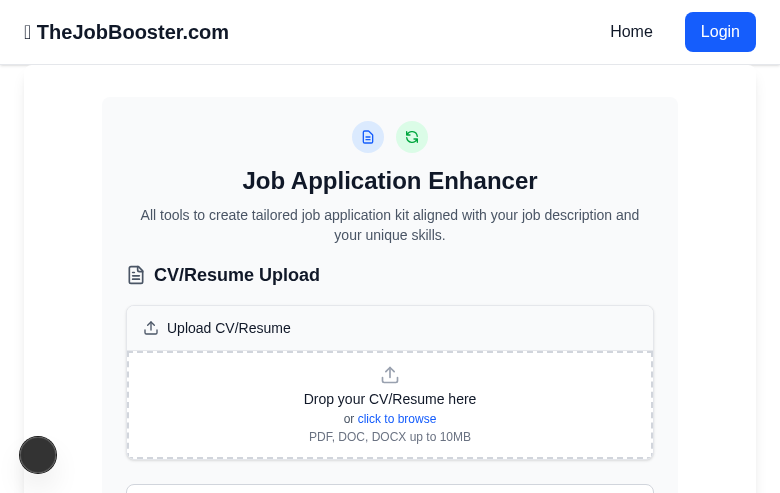 TheJobBooster.com
Home
Login
Job Application Enhancer
All tools to create tailored job application kit aligned with your job description and
your unique skills.
CV/Resume Upload
Upload CV/Resume
Drop your CV/Resume here
or click to browse
PDF, DOC, DOCX up to 10MB